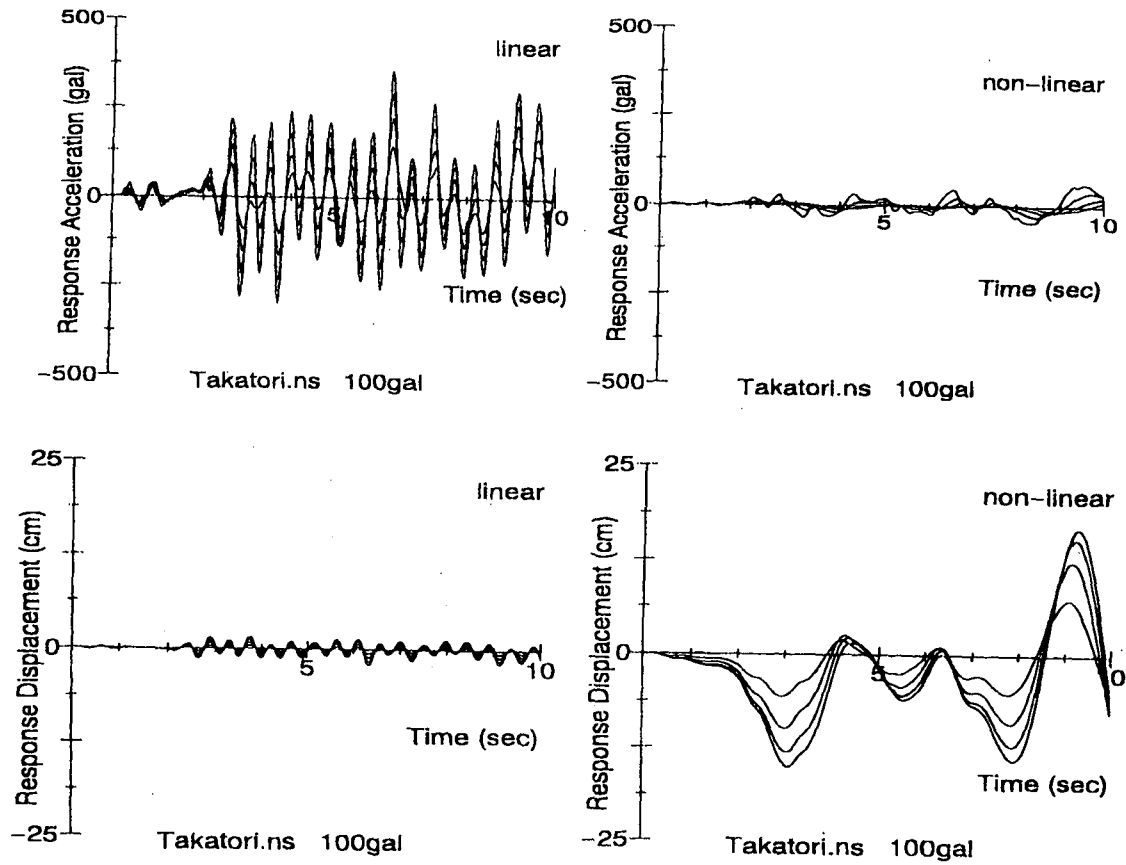 500
linear
Response Acceleration (gal)
0
5
10
Time (sec)
-500
Takatori.ns 100gal
500
non-linear
Response Acceleration (gal)
0
5
10
Time (sec)
-500
Takatori.ns 100gal
25
linear
Response Displacement (cm)
0
5
10
Time (sec)
-25
Takatori.ns 100gal
25
non-linear
Response Displacement (cm)
0
5
0
Time (sec)
-25
Takatori.ns 100gal